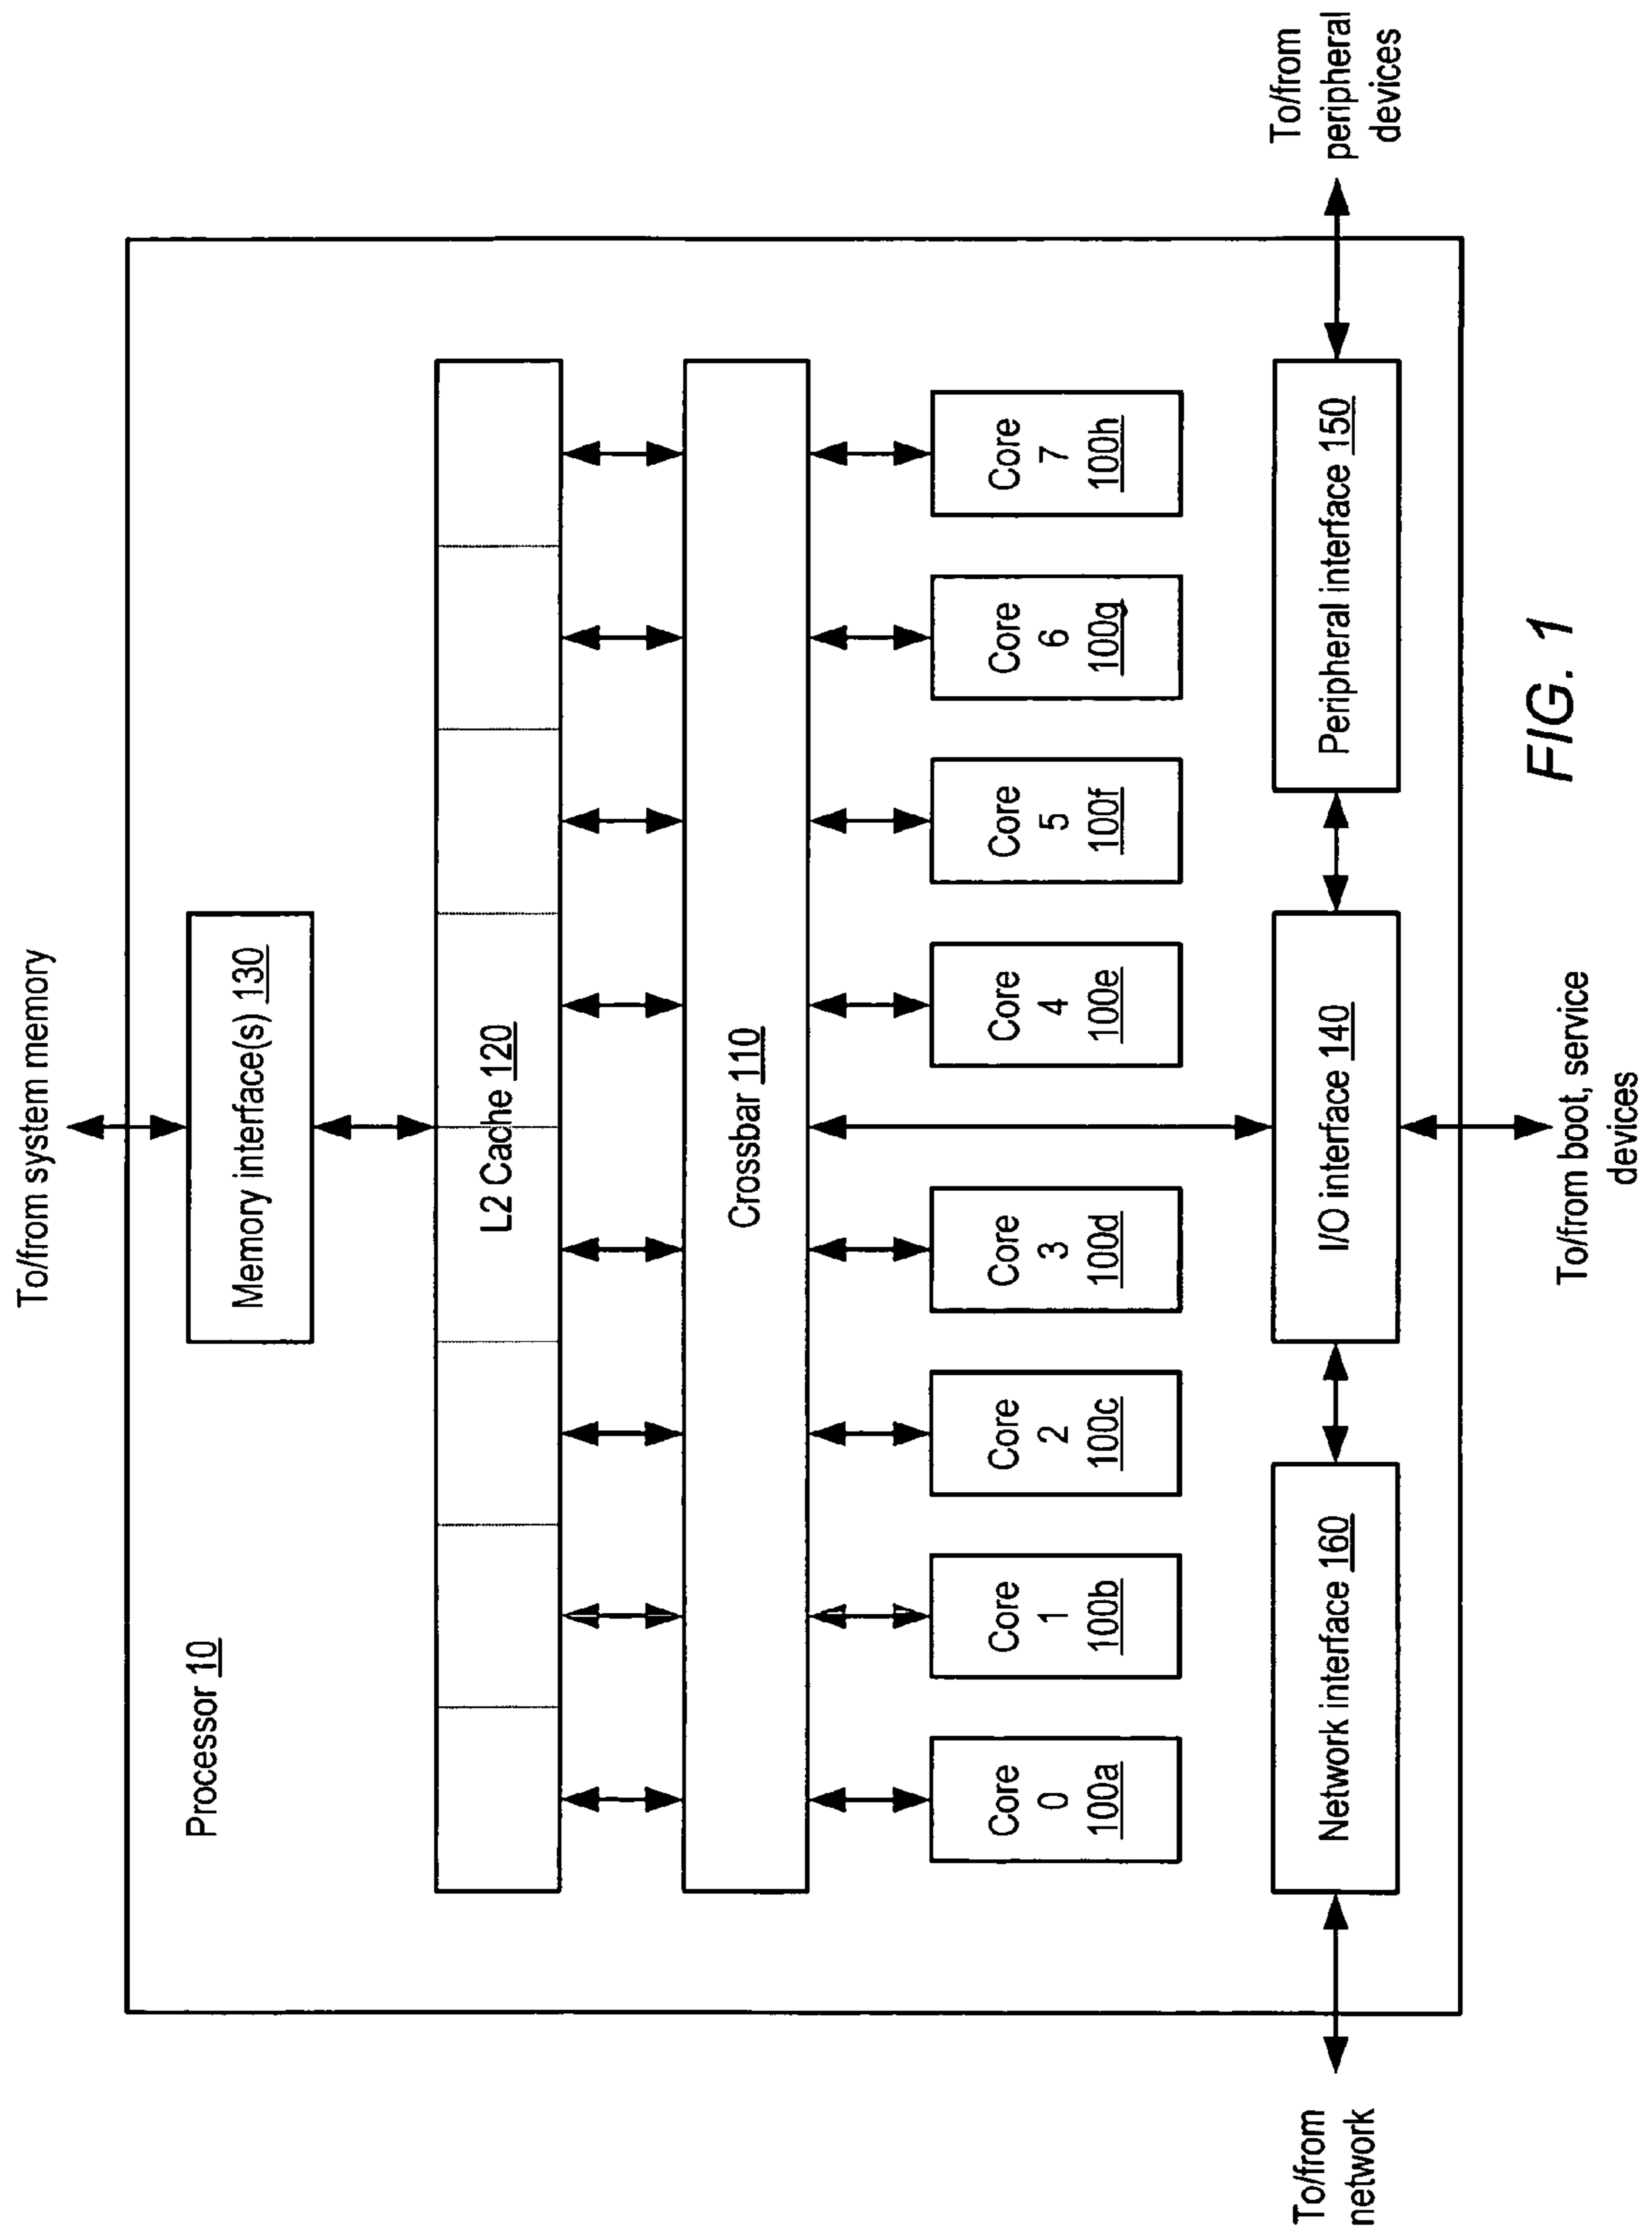 To/from system memory
Processor 10
Memory interface(s) 130
L2 Cache 120
Crossbar 110
Core
0
100a
Core
1
100b
Core
2
100c
Core
3
100d
Core
4
100e
Core
5
100f
Core
6
100g
Core
7
100h
To/from
network
Network interface 160
I/O interface 140
Peripheral interface 150
To/from
peripheral
devices
To/from boot, service
devices
FIG. 1